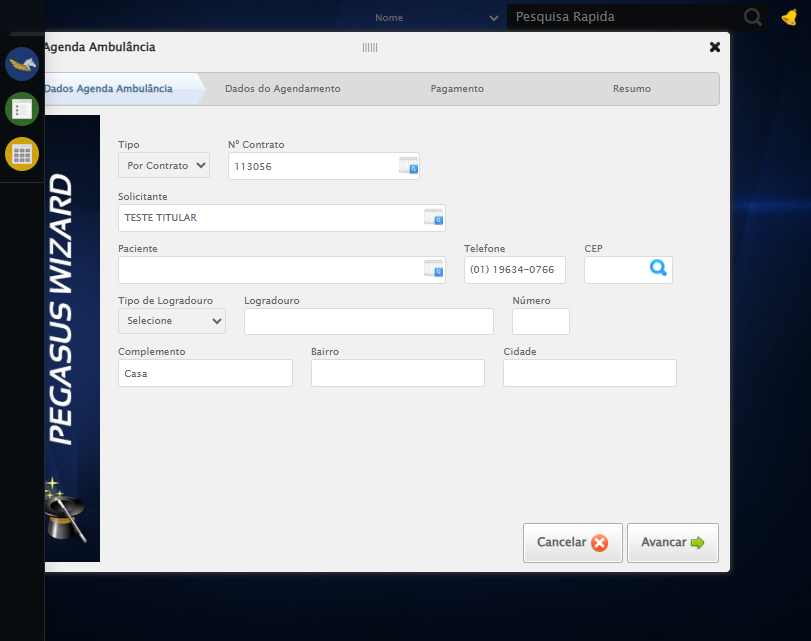 Nome
Pesquisa Rapida
Agenda Ambulância
Dados Agenda Ambulância
Dados do Agendamento
Pagamento
Resumo
PEGASUS WIZARD
Tipo
Nº Contrato
Por Contrato
113056
Solicitante
TESTE TITULAR
Paciente
Telefone
CEP
(01) 19634-0766
Tipo de Logradouro
Logradouro
Número
Selecione
Complemento
Bairro
Cidade
Casa
Cancelar
Avancar